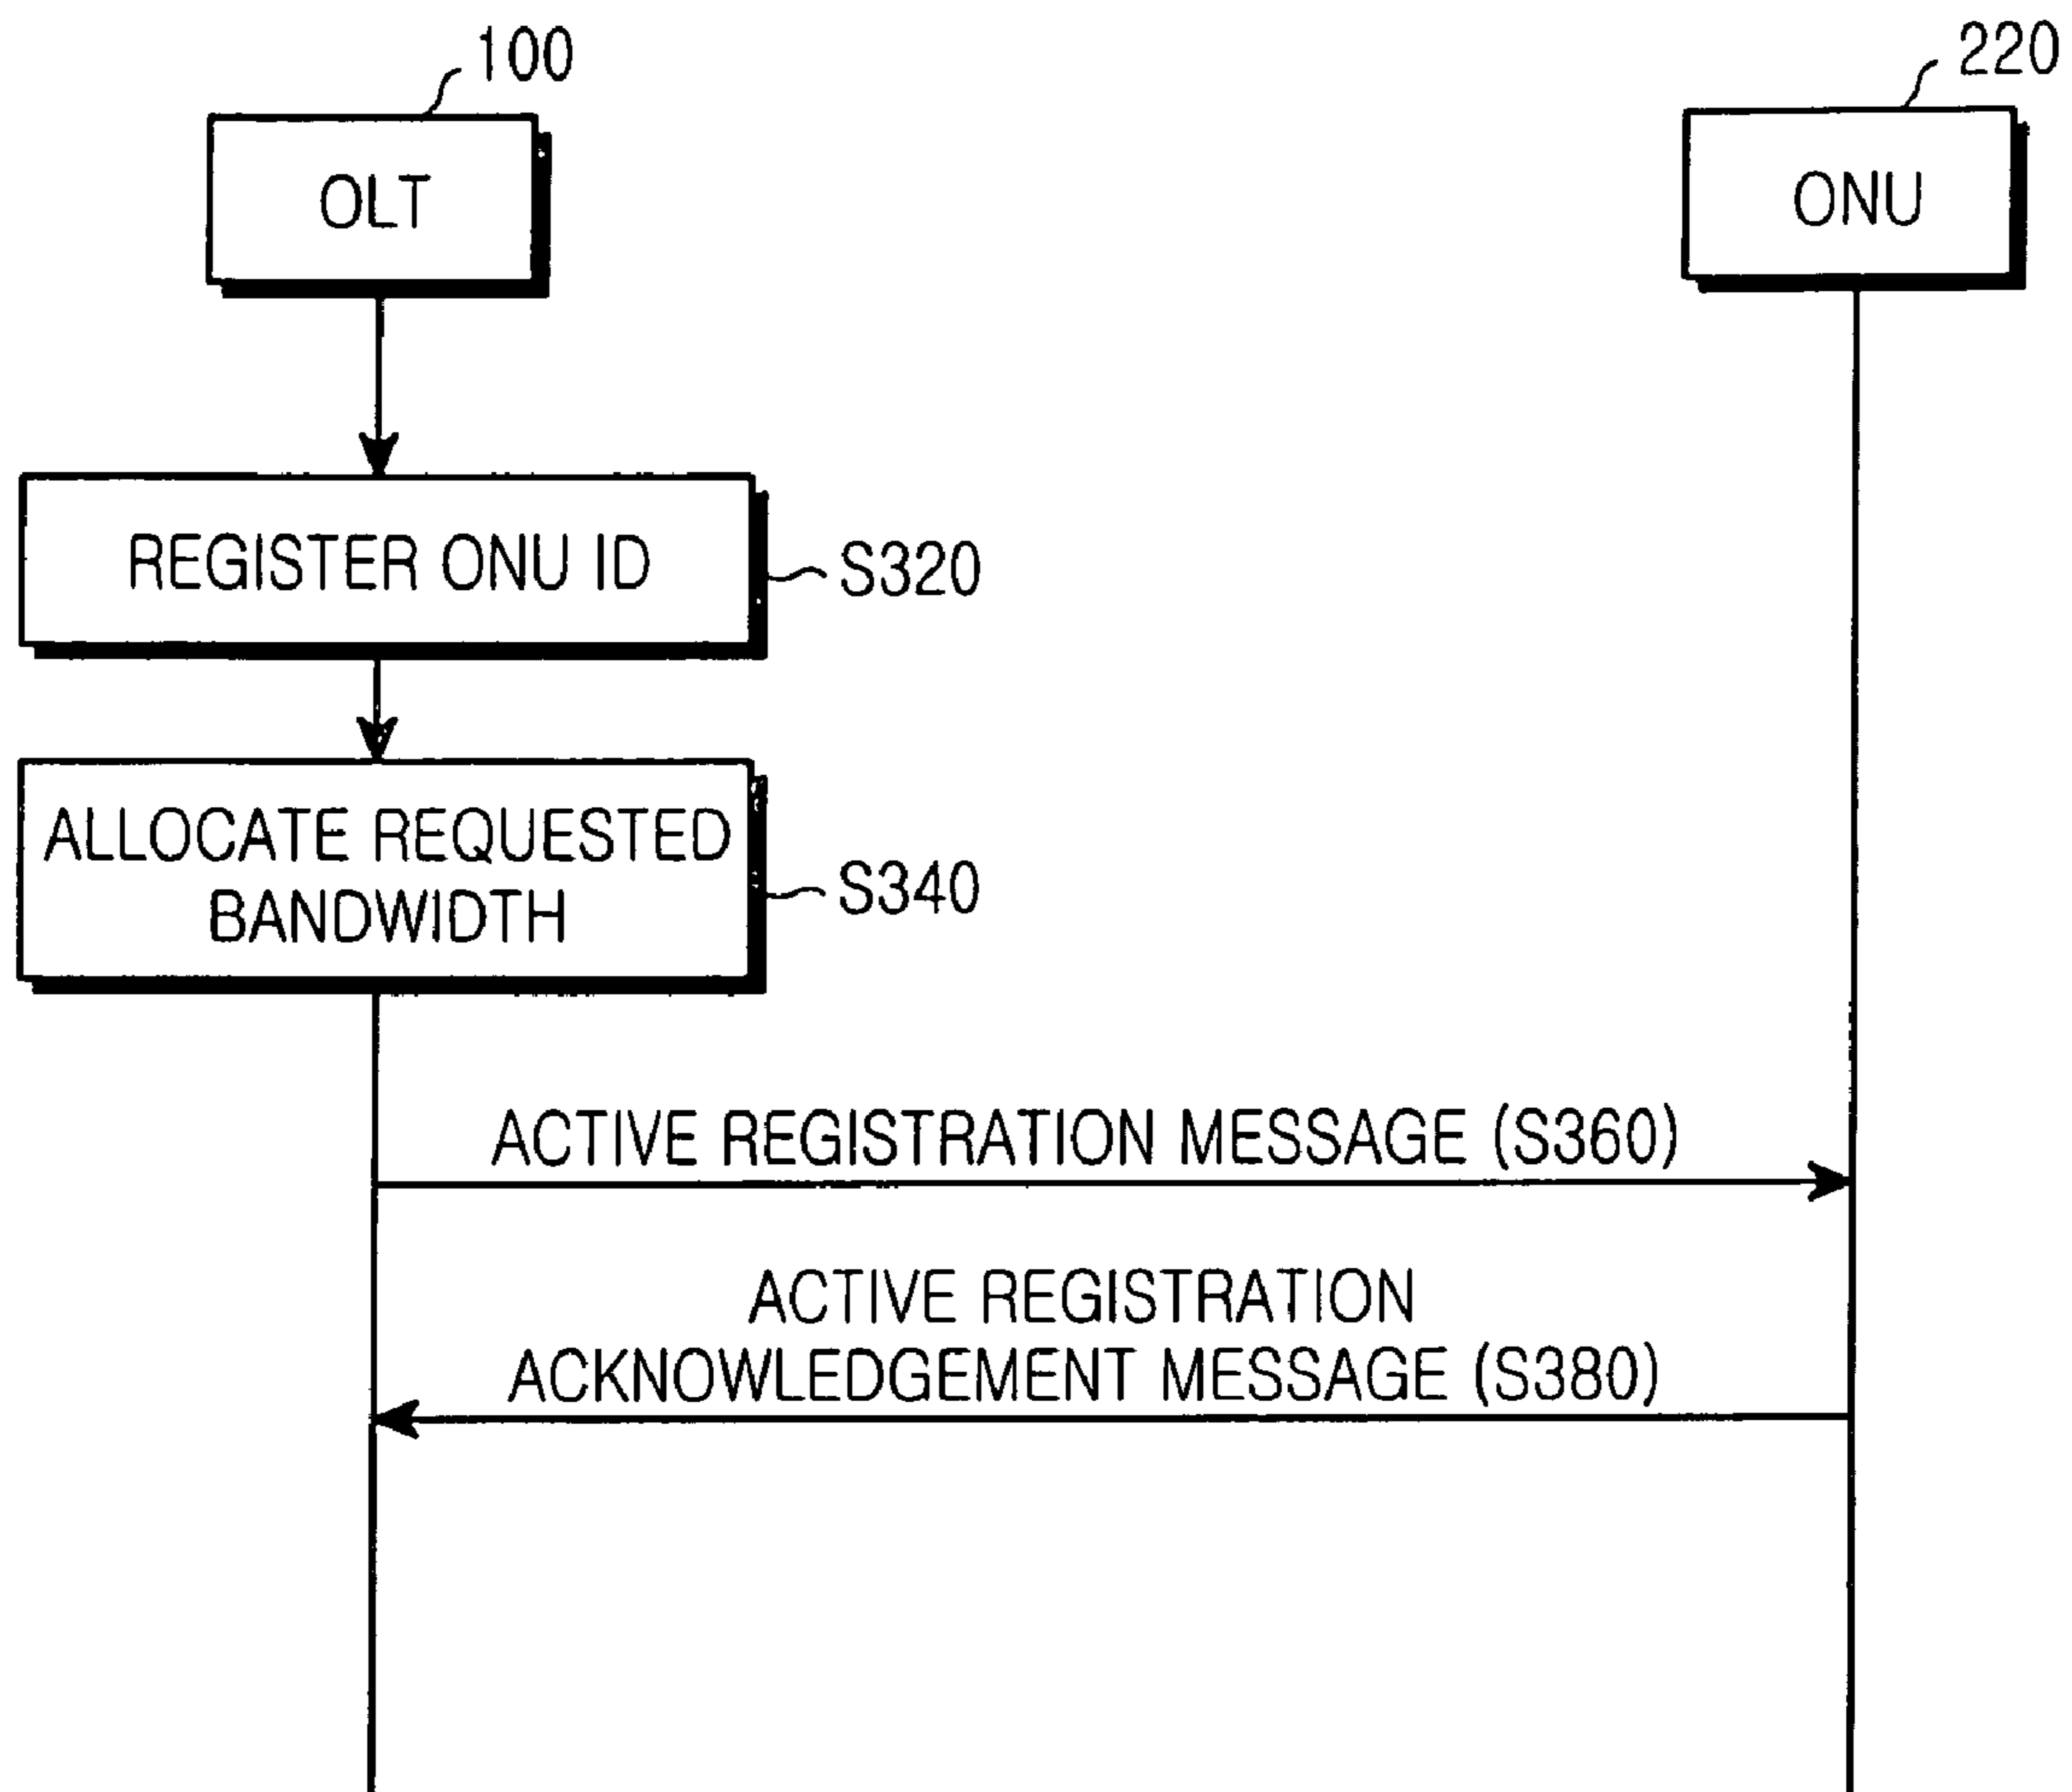 100
220
OLT
ONU
REGISTER ONU ID
S320
ALLOCATE REQUESTED
BANDWIDTH
S340
ACTIVE REGISTRATION MESSAGE (S360)
ACTIVE REGISTRATION
ACKNOWLEDGEMENT MESSAGE (S380)